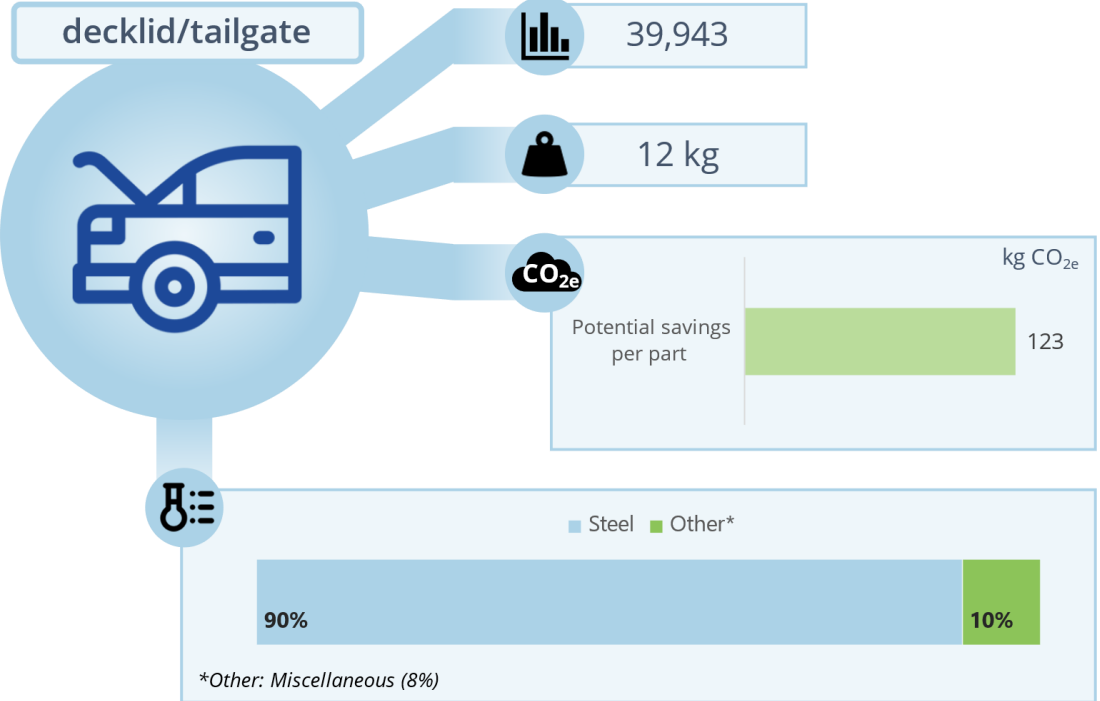 decklid/tailgate
39,943
12 kg
CO2e
kg CO2e
Potential savings
per part
123
Steel
Other*
90%
10%
*Other: Miscellaneous (8%)